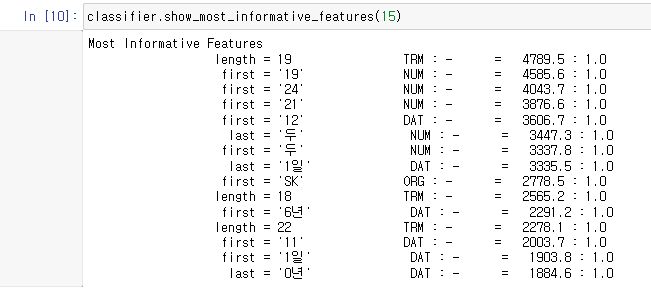 In [10]: classifier.show_most_informative_features(15)
Most Informative Features
length = 19 TRM : - = 4789.5 : 1.0
first = '19' NUM : - = 4585.6 : 1.0
first = '24' NUM : - = 4043.7 : 1.0
first = '21' NUM : - = 3876.6 : 1.0
first = '12' DAT : - = 3606.7 : 1.0
last = '두' NUM : - = 3447.3 : 1.0
first = '두' NUM : - = 3337.8 : 1.0
last = '1일' DAT : - = 3335.5 : 1.0
first = 'SK' ORG : - = 2778.5 : 1.0
length = 18 TRM : - = 2565.2 : 1.0
first = '6년' DAT : - = 2291.2 : 1.0
length = 22 TRM : - = 2278.1 : 1.0
first = '11' DAT : - = 2003.7 : 1.0
first = '1일' DAT : - = 1903.8 : 1.0
last = '0년' DAT : - = 1884.6 : 1.0